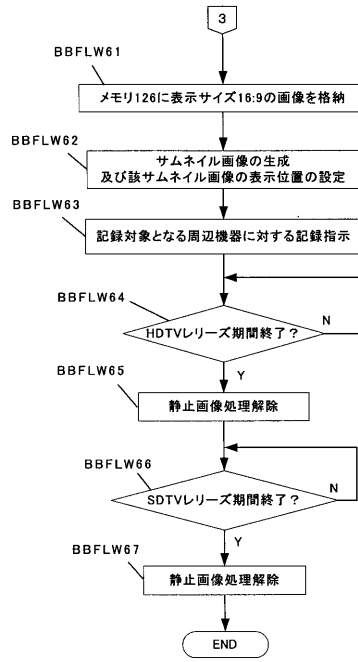 3
BBFLW61
メモリ126に表示サイズ16:9の画像を格納
BBFLW62
サムネイル画像の生成
及び該サムネイル画像の表示位置の設定
BBFLW63
記録対象となる周辺機器に対する記録指示
BBFLW64
HDTVレリーズ期間終了?
N
Y
BBFLW65
静止画像処理解除
BBFLW66
SDTVレリーズ期間終了?
N
Y
BBFLW67
静止画像処理解除
END